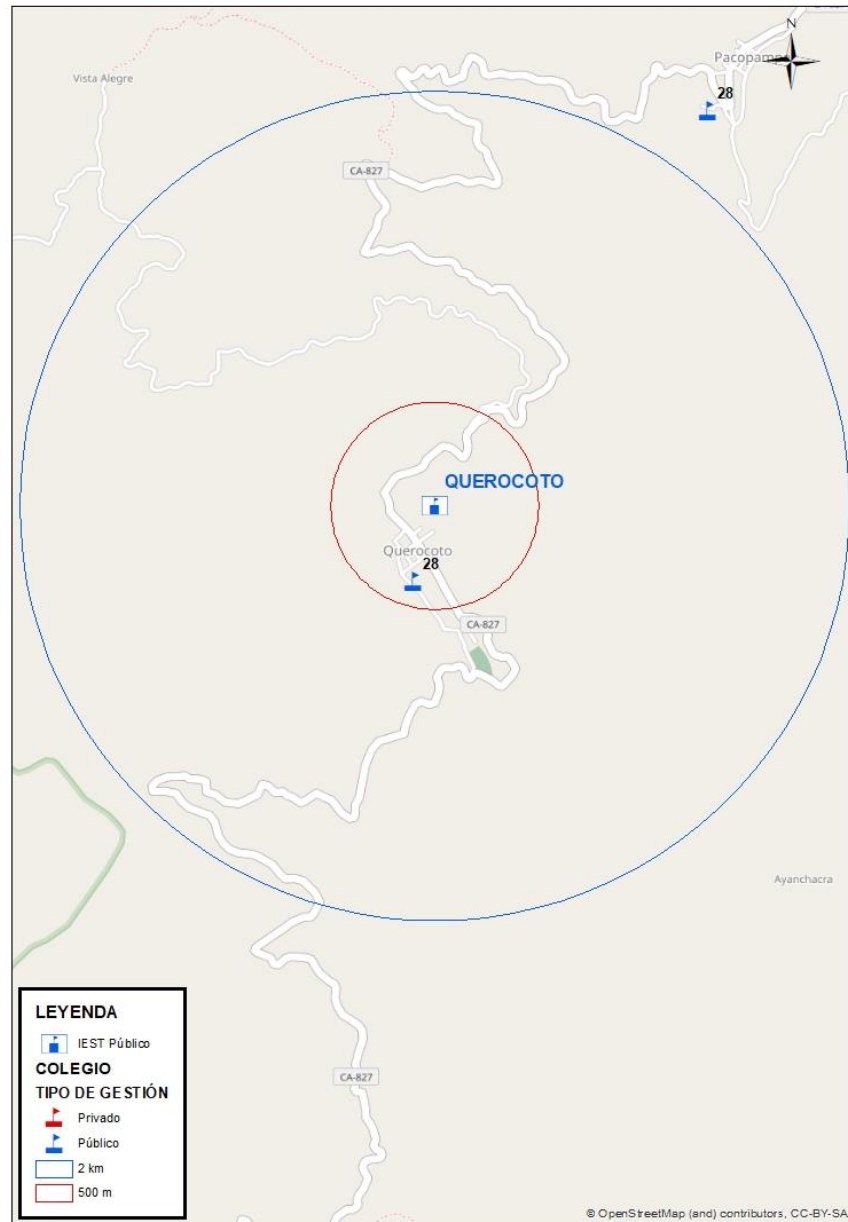 N
Pacopampa
Vista Alegre
28
CA-827
QUEROCOTO
Querocoto
28
CA-827
Ayanchacra
LEYENDA
IEST Público
COLEGIO
TIPO DE GESTIÓN
Privado
Público
2 km
500 m
CA-827
© OpenStreetMap (and) contributors, CC-BY-SA